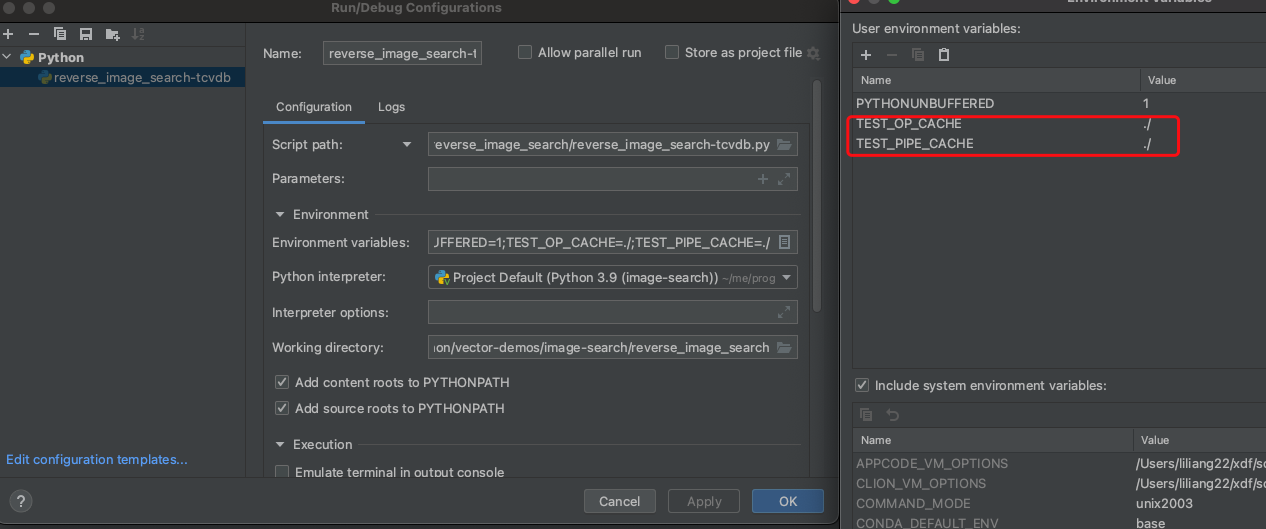 Run/Debug Configurations
Python
reverse_image_search-tcvdb
Edit configuration templates...
Name:
reverse_image_search-t
Allow parallel run
Store as project file
Configuration
Logs
Script path:
reverse_image_search/reverse_image_search-tcvdb.py
Parameters:
Environment
Environment variables:
JFFERED=1;TEST_OP_CACHE=./;TEST_PIPE_CACHE=./
Python interpreter:
Project Default (Python 3.9 (image-search)) ~/me/prog
Interpreter options:
Working directory:
on/vector-demos/image-search/reverse_image_search
Add content roots to PYTHONPATH
Add source roots to PYTHONPATH
Execution
Emulate terminal in output console
?
Cancel
Apply
OK
Environment Variables
User environment variables:
Name Value
PYTHONUNBUFFERED 1
TEST_OP_CACHE ./
TEST_PIPE_CACHE ./
Include system environment variables:
Name Value
APPCODE_VM_OPTIONS /Users/liliang22/xdf/so
CLION_VM_OPTIONS /Users/liliang22/xdf/so
COMMAND_MODE unix2003
CONDA_DEFAULT_ENV base